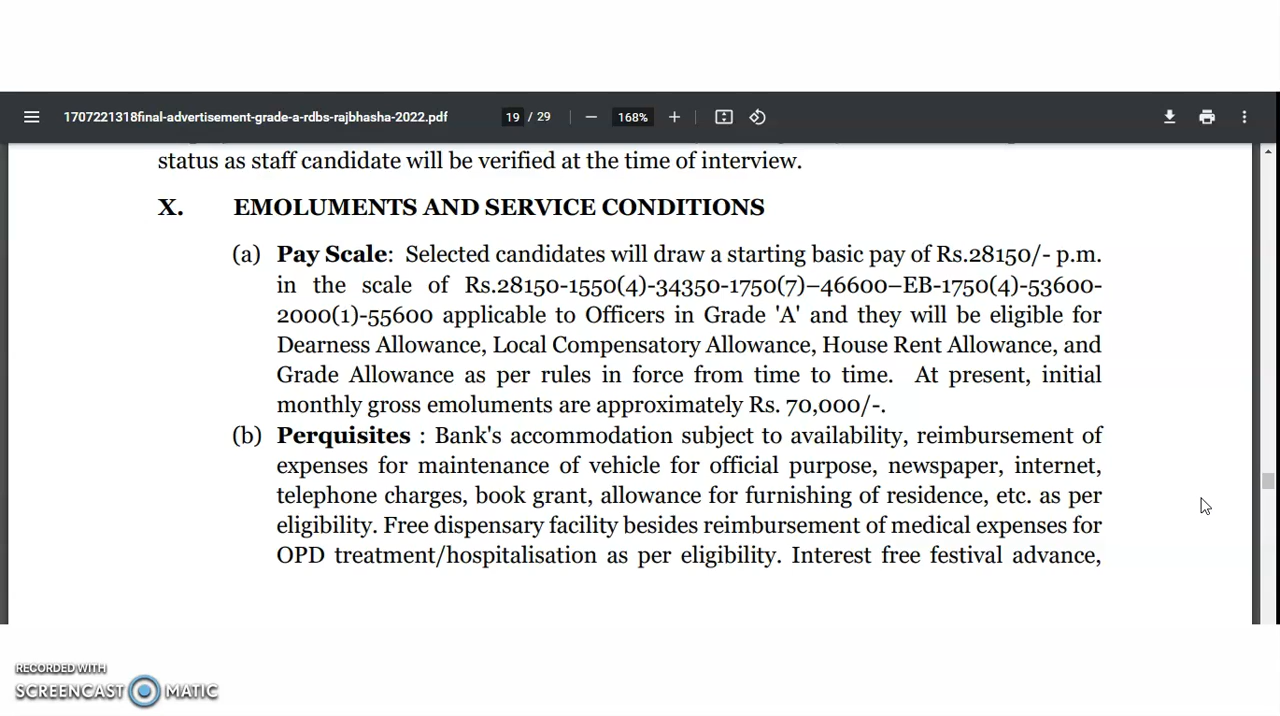 1707221318final-advertisement-grade-a-rdbs-rajbhasha-2022.pdf 19 / 29 — 168% +
status as staff candidate will be verified at the time of interview.
X. EMOLUMENTS AND SERVICE CONDITIONS
(a) Pay Scale: Selected candidates will draw a starting basic pay of Rs.28150/- p.m.
in the scale of Rs.28150-1550(4)-34350-1750(7)–46600–EB-1750(4)-53600-
2000(1)-55600 applicable to Officers in Grade 'A' and they will be eligible for
Dearness Allowance, Local Compensatory Allowance, House Rent Allowance, and
Grade Allowance as per rules in force from time to time. At present, initial
monthly gross emoluments are approximately Rs. 70,000/-.
(b) Perquisites : Bank's accommodation subject to availability, reimbursement of
expenses for maintenance of vehicle for official purpose, newspaper, internet,
telephone charges, book grant, allowance for furnishing of residence, etc. as per
eligibility. Free dispensary facility besides reimbursement of medical expenses for
OPD treatment/hospitalisation as per eligibility. Interest free festival advance,
RECORDED WITH
SCREENCAST MATIC